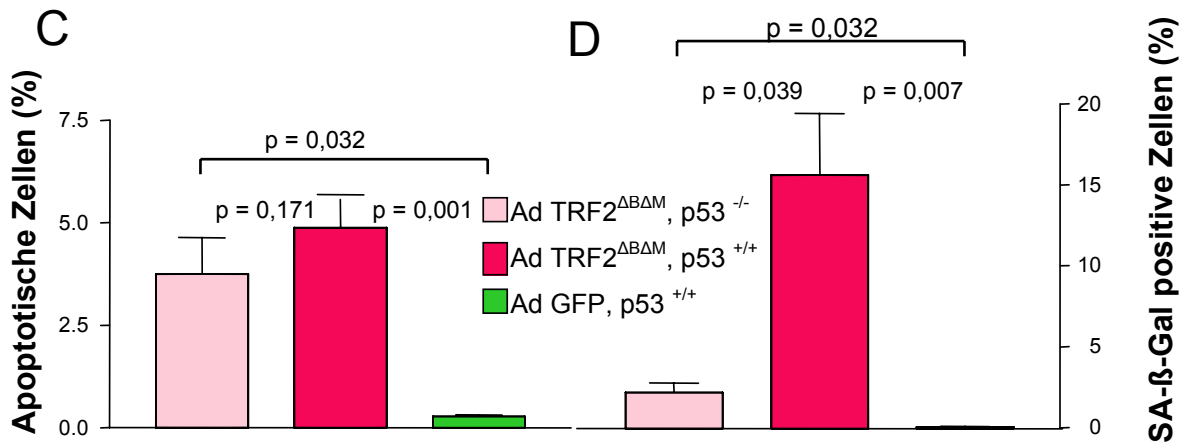 C
Apoptotische Zellen (%)
7.5
5.0
2.5
0.0
p = 0,032
p = 0,171
p = 0,001
Ad TRF2ΔBΔM, p53 -/-
Ad TRF2ΔBΔM, p53 +/+
Ad GFP, p53 +/+
D
p = 0,032
p = 0,039
p = 0,007
20
15
10
5
0
SA-ß-Gal positive Zellen (%)